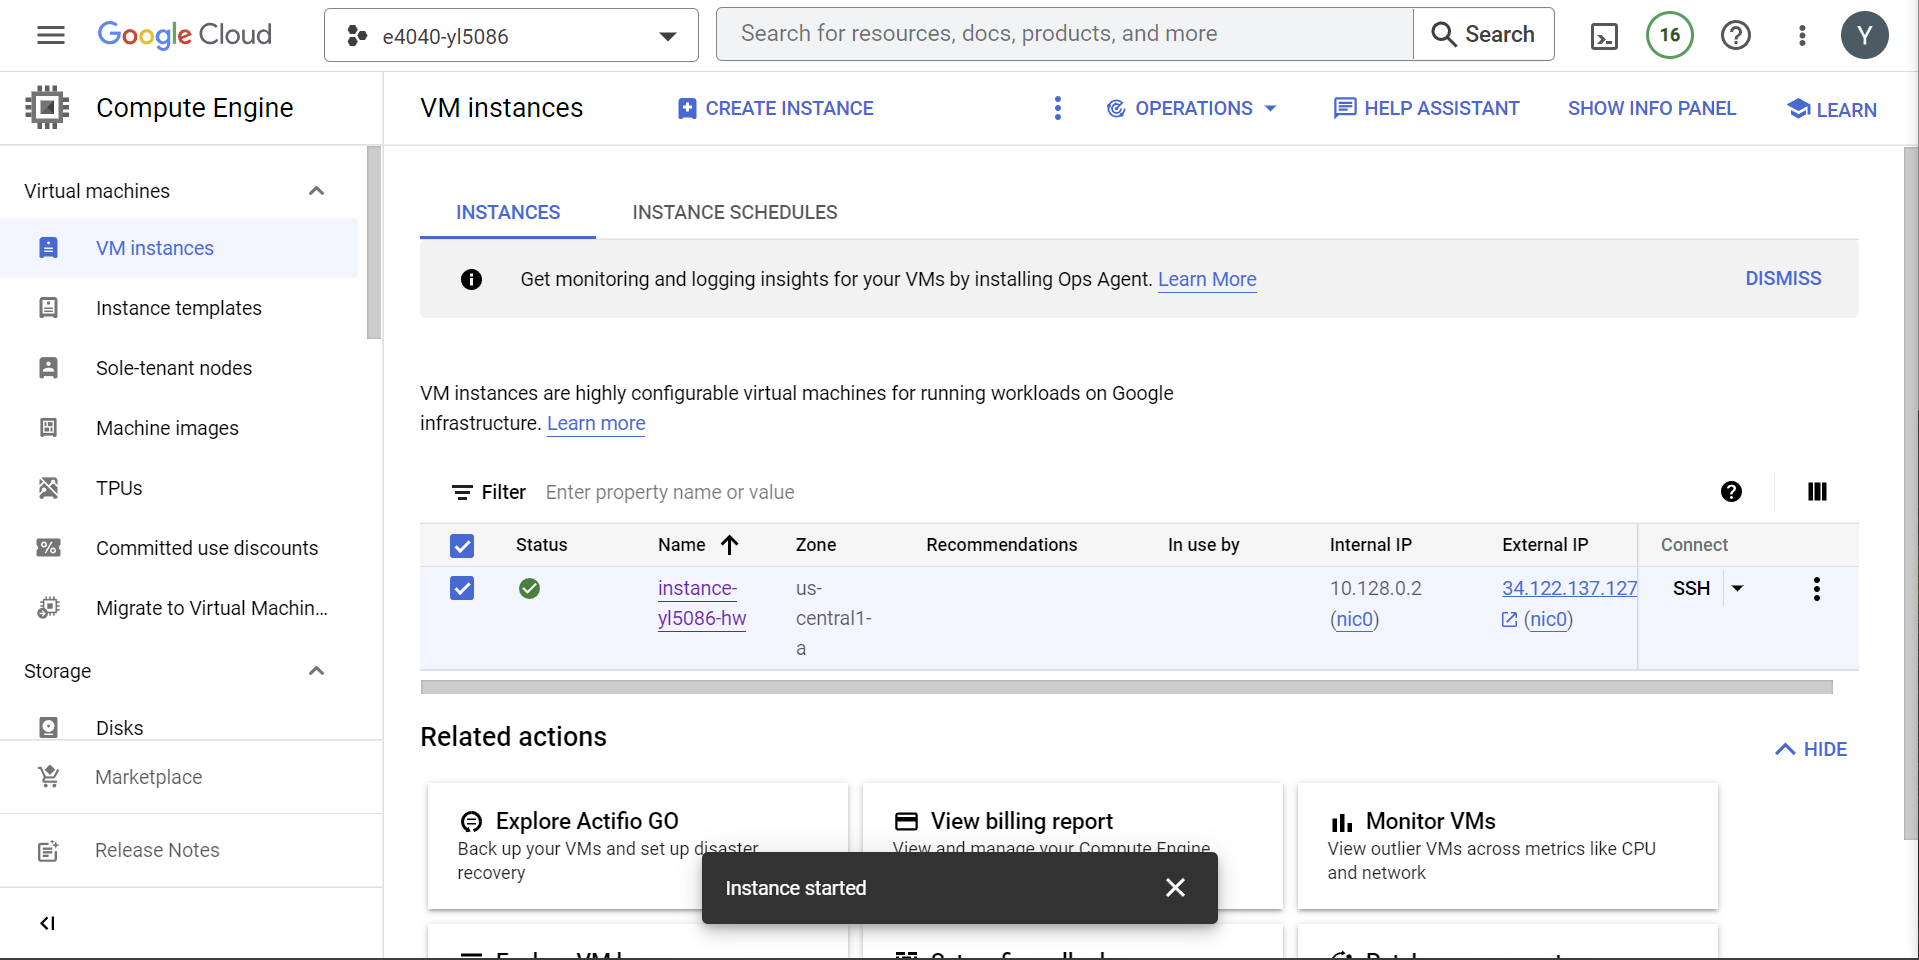 Google Cloud
e4040-yl5086
Search for resources, docs, products, and more
Search
16
Y
Compute Engine
VM instances
CREATE INSTANCE
OPERATIONS
HELP ASSISTANT
SHOW INFO PANEL
LEARN
Virtual machines
VM instances
Instance templates
Sole-tenant nodes
Machine images
TPUs
Committed use discounts
Migrate to Virtual Machin...
Storage
Disks
Marketplace
Release Notes
INSTANCES
INSTANCE SCHEDULES
Get monitoring and logging insights for your VMs by installing Ops Agent. Learn More
DISMISS
VM instances are highly configurable virtual machines for running workloads on Google
infrastructure. Learn more
Filter Enter property name or value
Status Name Zone Recommendations In use by Internal IP External IP Connect
instance-
yl5086-hw
us-
central1-
a
10.128.0.2
(nic0)
34.122.137.127
(nic0)
SSH
Related actions
HIDE
Explore Actifio GO
Back up your VMs and set up disaster
recovery
View billing report
View and manage your Compute Engine
Monitor VMs
View outlier VMs across metrics like CPU
and network
Instance started